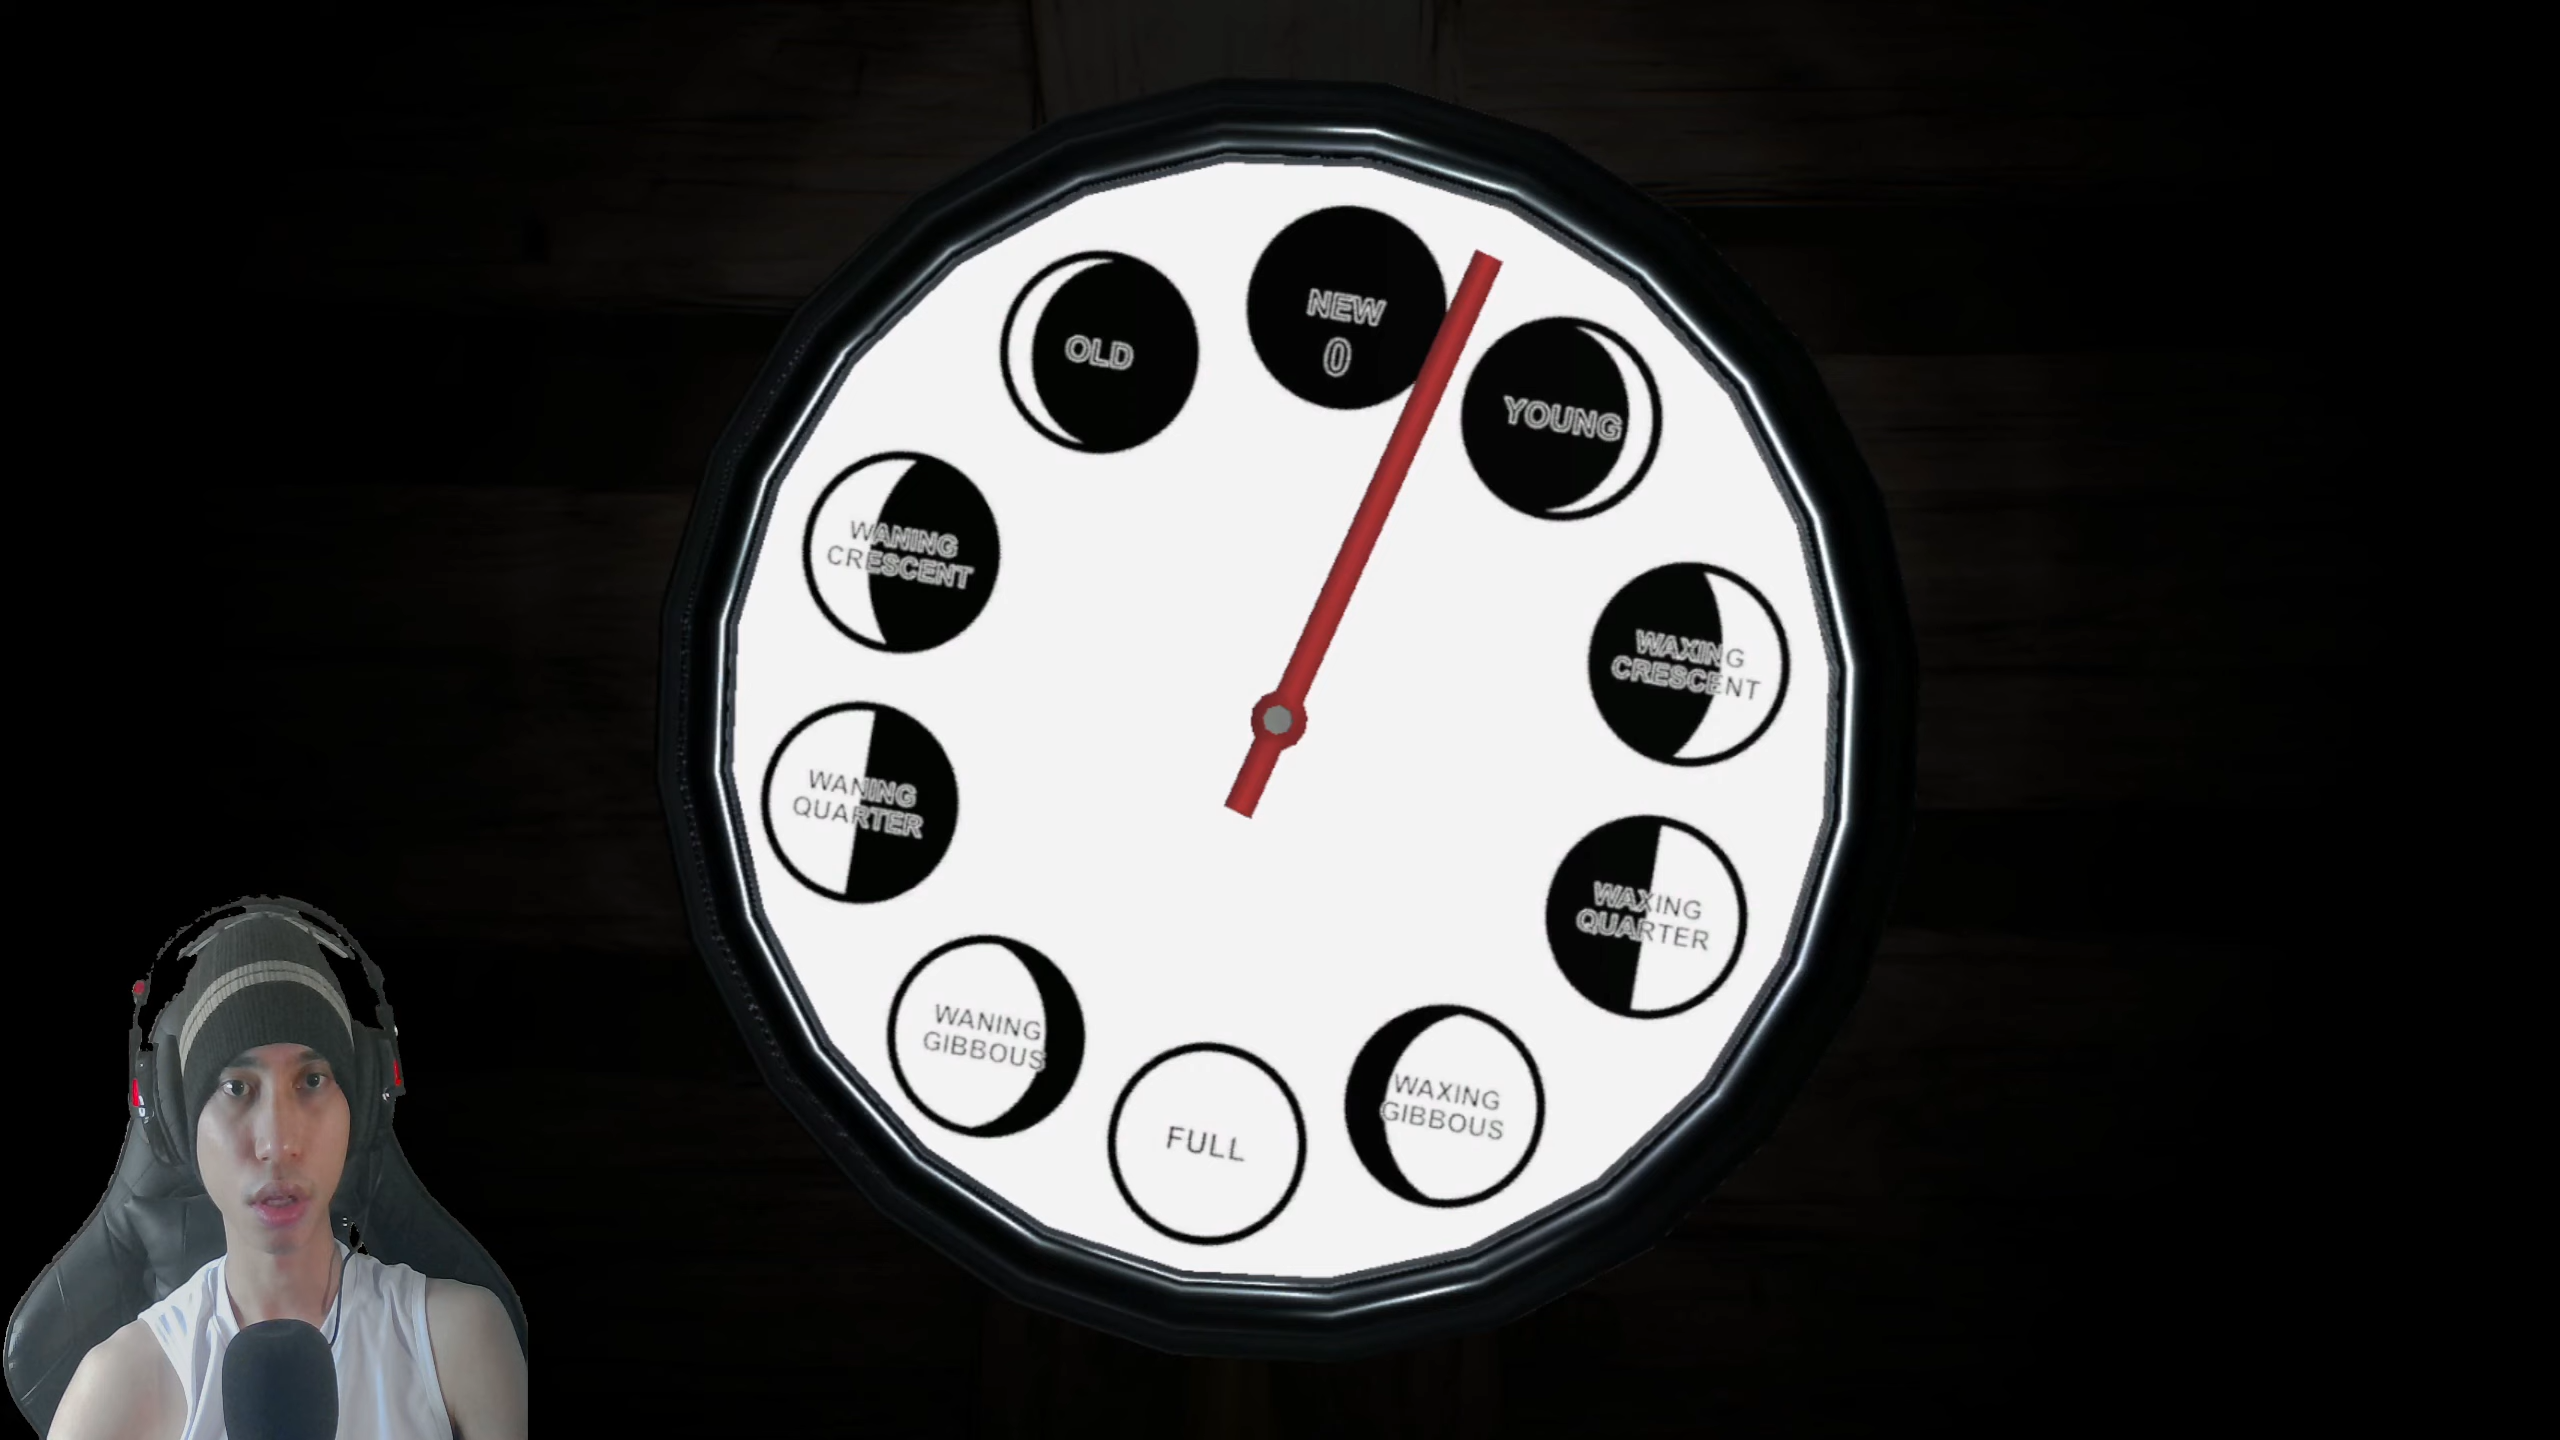 NEW
0
OLD
YOUNG
WANING
CRESCENT
WAXING
CRESCENT
WANING
QUARTER
WAXING
QUARTER
WANING
GIBBOUS
WAXING
GIBBOUS
FULL